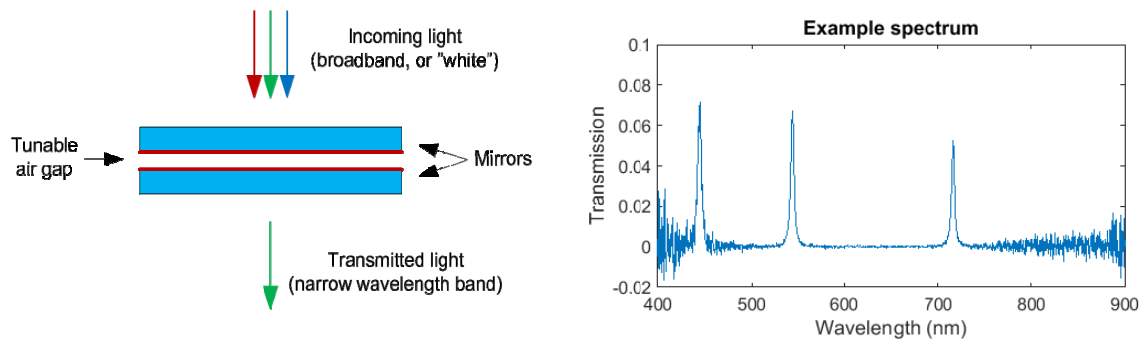 Incoming light
(broadband, or "white")
Tunable
air gap
Mirrors
Transmitted light
(narrow wavelength band)
Example spectrum
0.1
0.08
0.06
0.04
0.02
0
-0.02
Transmission
400 500 600 700 800 900
Wavelength (nm)